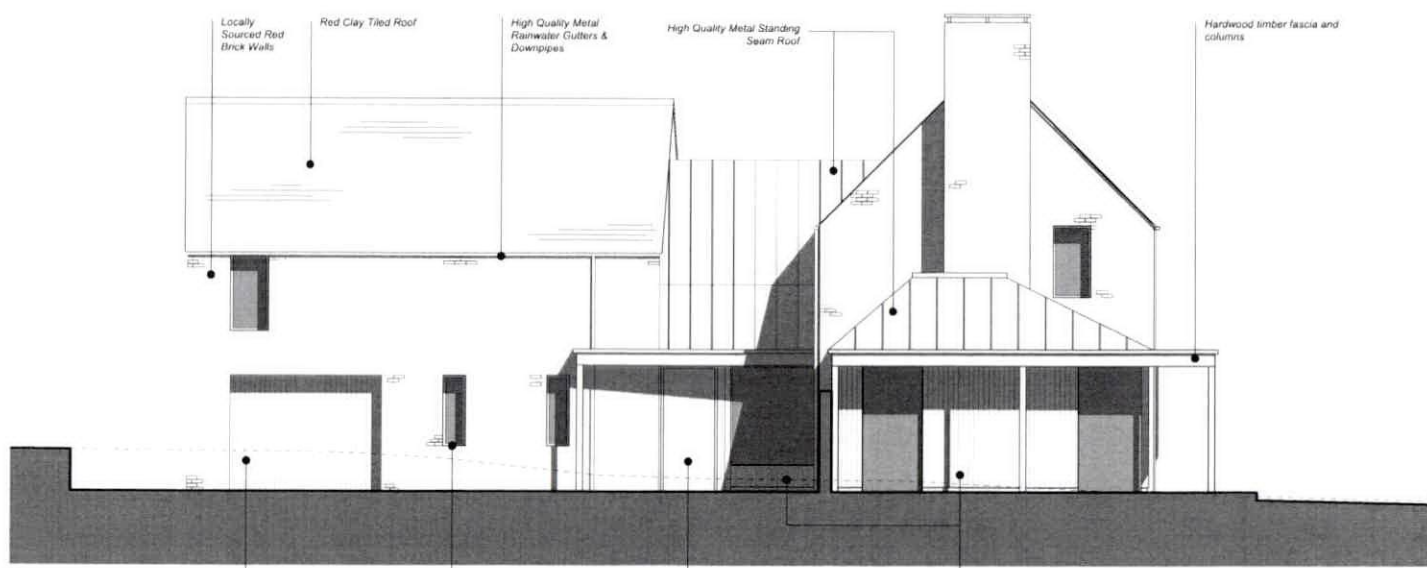 Locally
Sourced Red
Brick Walls
Red Clay Tiled Roof
High Quality Metal
Rainwater Gutters &
Downpipes
High Quality Metal Standing
Seam Roof
Hardwood timber fascia and
columns